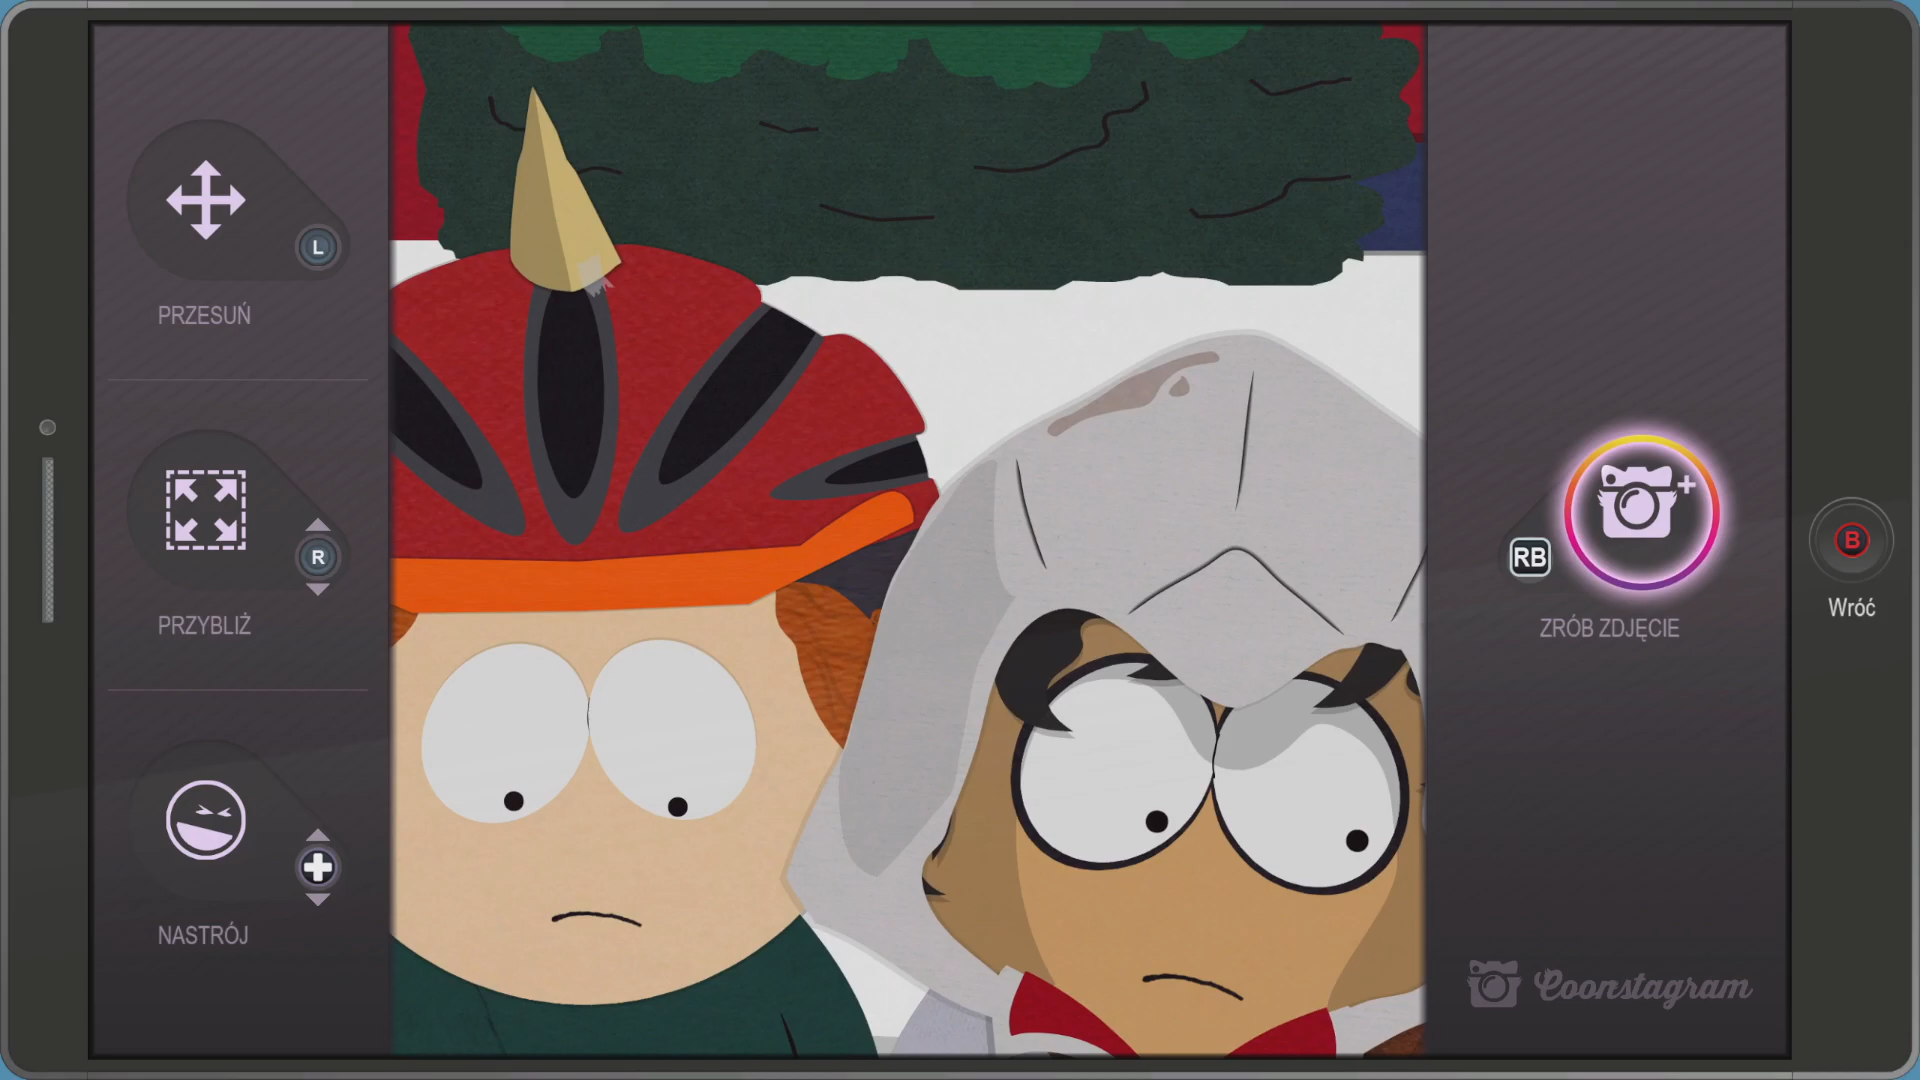 L
PRZESUŃ
R
PRZYBLIŻ
NASTRÓJ
RB
ZRÓB ZDJĘCIE
B
Wróć
Coonstagram